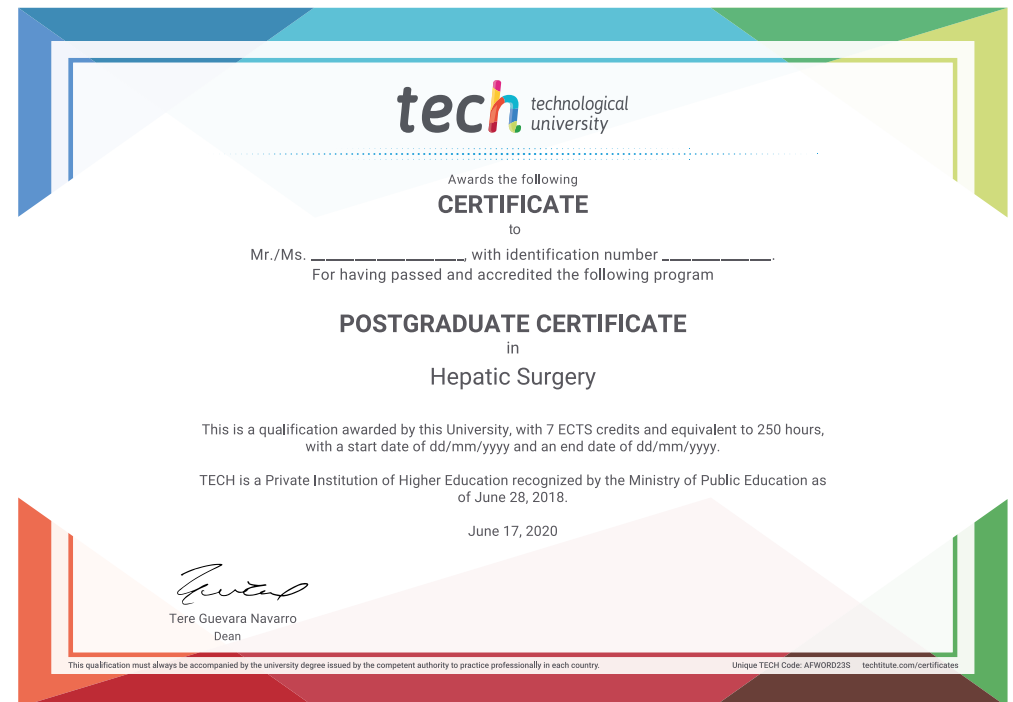 tech technological
university
Awards the following
CERTIFICATE
to
Mr./Ms. ____________________, with identification number ______________.
For having passed and accredited the following program
POSTGRADUATE CERTIFICATE
in
Hepatic Surgery
This is a qualification awarded by this University, with 7 ECTS credits and equivalent to 250 hours,
with a start date of dd/mm/yyyy and an end date of dd/mm/yyyy.
TECH is a Private Institution of Higher Education recognized by the Ministry of Public Education as
of June 28, 2018.
June 17, 2020
Tere Guevara Navarro
Dean
This qualification must always be accompanied by the university degree issued by the competent authority to practice professionally in each country.
Unique TECH Code: AFWORD23S techtitute.com/certificates